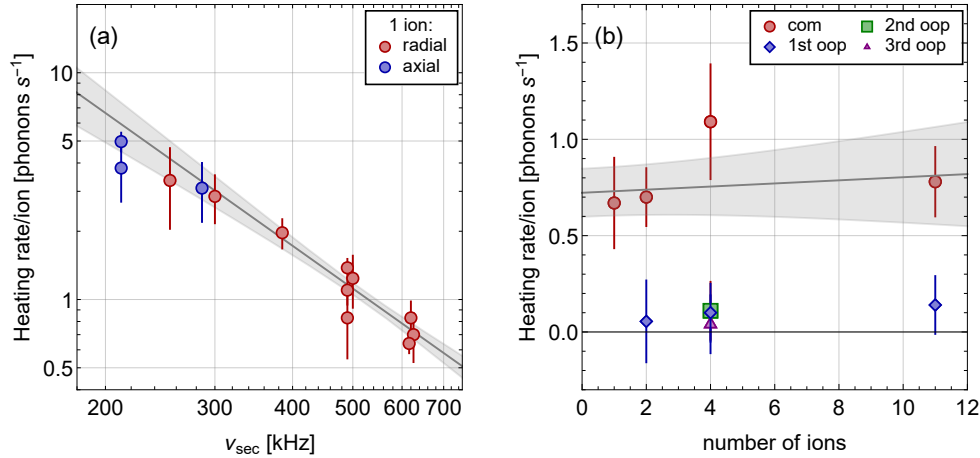 (a)
1 ion:
radial
axial
Heating rate/ion [phonons s⁻¹]
10
5
1
0.5
200
300
400
500
600
700
ν_sec [kHz]
(b)
com
2nd oop
1st oop
3rd oop
Heating rate/ion [phonons s⁻¹]
1.5
1.0
0.5
0.0
0
2
4
6
8
10
12
number of ions